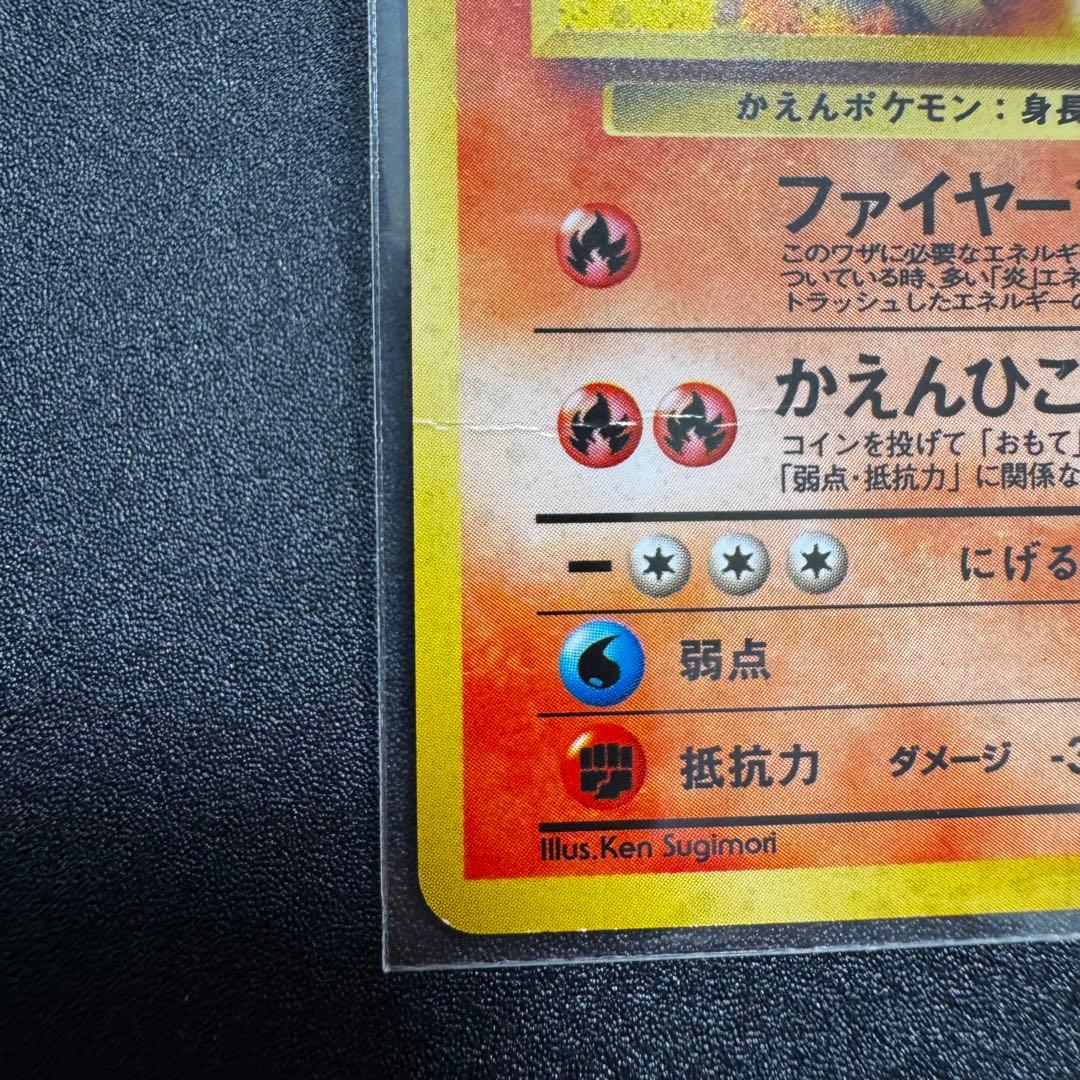 かえんポケモン：身長
ファイヤー
このワザに必要なエネルギ
ついている時、多い「炎」エネ
トラッシュしたエネルギーの
かえんひこ
コインを投げて「おもて」
「弱点・抵抗力」に関係な
にげる
弱点
抵抗力 ダメージ -3
Illus.Ken Sugimori